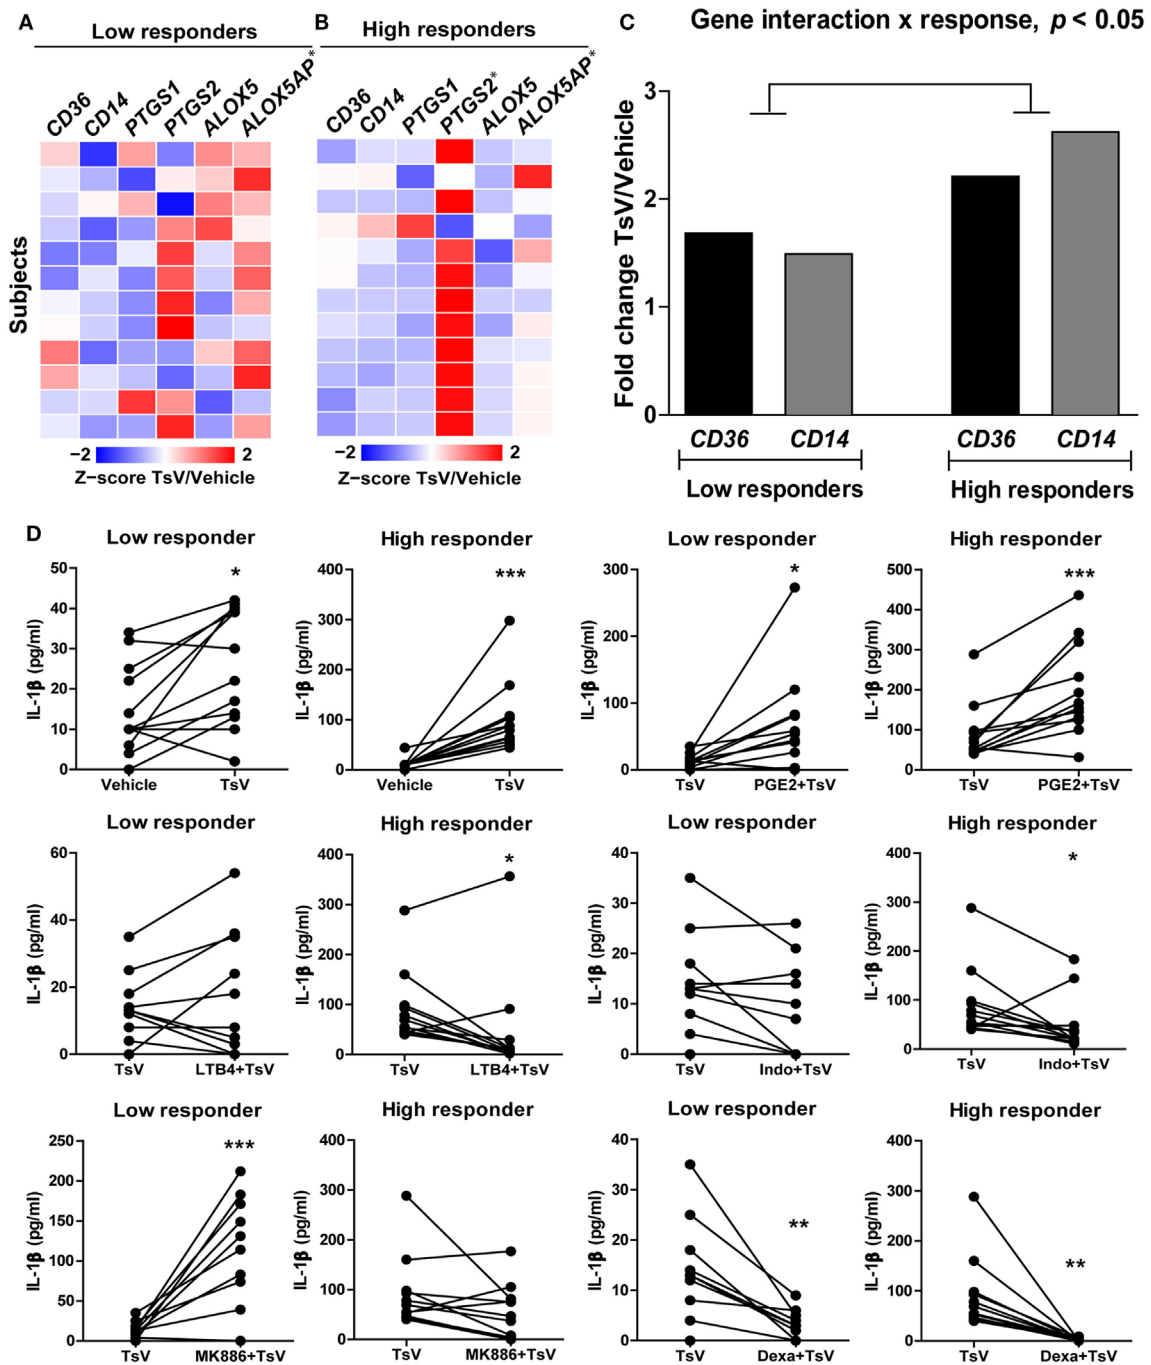 A
Low responders
CD36 CD14 PTGS1 PTGS2 ALOX5 ALOX5AP*
Subjects
−2 2
Z−score TsV/Vehicle
B
High responders
CD36 CD14 PTGS1 PTGS2* ALOX5 ALOX5AP*
−2 2
Z−score TsV/Vehicle
C
Gene interaction x response, p < 0.05
Fold change TsV/Vehicle
3
2
1
0
CD36 CD14 CD36 CD14
Low responders High responders
D
Low responder
IL-1β (pg/ml)
50
40
30
20
10
0
*
Vehicle TsV
High responder
IL-1β (pg/ml)
400
300
200
100
0
***
Vehicle TsV
Low responder
IL-1β (pg/ml)
300
200
100
0
*
TsV PGE2+TsV
High responder
IL-1β (pg/ml)
500
400
300
200
100
0
***
TsV PGE2+TsV
Low responder
IL-1β (pg/ml)
60
40
20
0
TsV LTB4+TsV
High responder
IL-1β (pg/ml)
400
300
200
100
0
*
TsV LTB4+TsV
Low responder
IL-1β (pg/ml)
40
30
20
10
0
TsV Indo+TsV
High responder
IL-1β (pg/ml)
400
300
200
100
0
*
TsV Indo+TsV
Low responder
IL-1β (pg/ml)
250
200
150
100
50
0
***
TsV MK886+TsV
High responder
IL-1β (pg/ml)
400
300
200
100
0
TsV MK886+TsV
Low responder
IL-1β (pg/ml)
40
30
20
10
0
**
TsV Dexa+TsV
High responder
IL-1β (pg/ml)
400
300
200
100
0
**
TsV Dexa+TsV